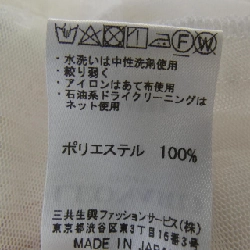 F W
・水洗いは中性洗剤使用
・絞り弱く
・アイロンはあて布使用
・石油系ドライクリーニングは
ネット使用
ポリエステル 100%
三共生興ファッションサービス(株)
東京都渋谷区東3丁目16番3号
MADE IN JAPAN